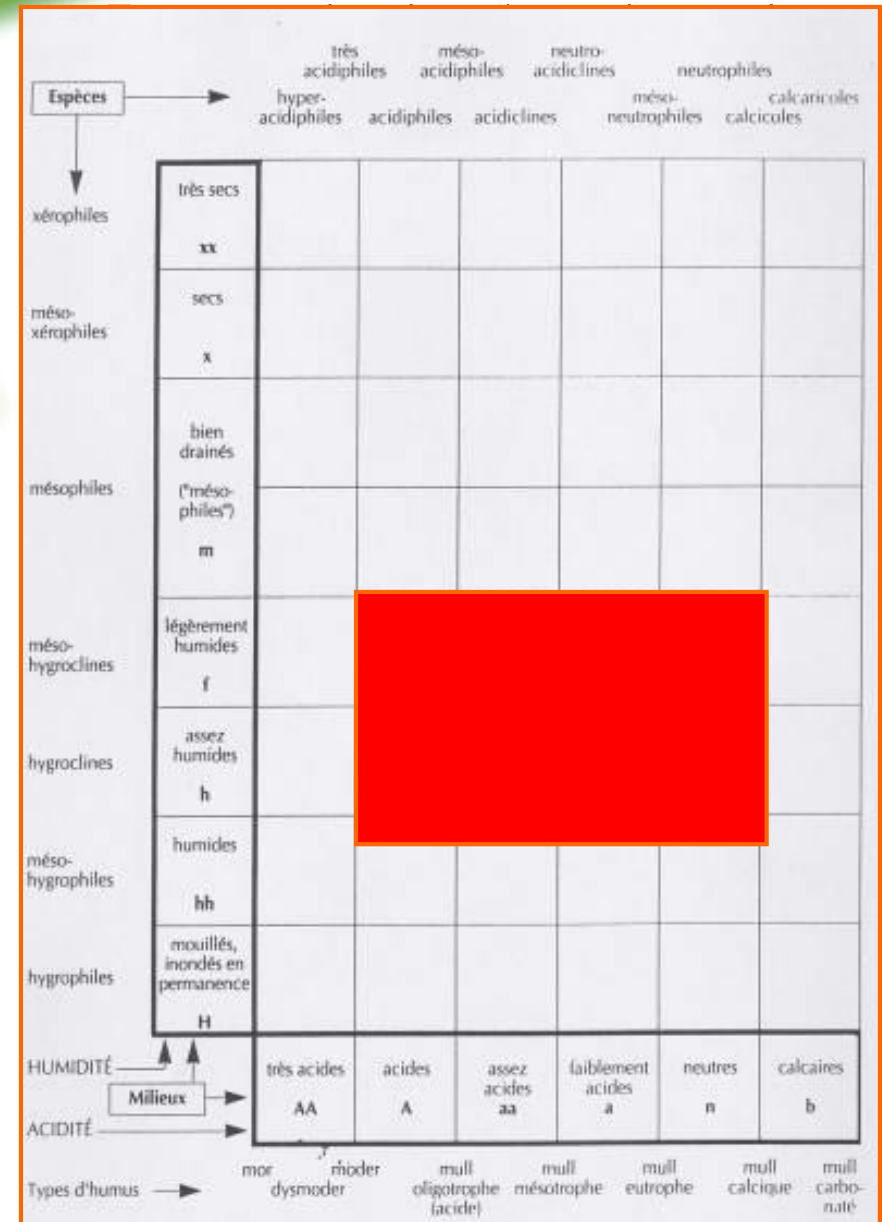 très
acidiphiles
méso-
acidiphiles
neutro-
acidiclines
neutrophiles
Espèces
hyper-
acidiphiles
acidiphiles
acidiclines
méso-
neutrophiles
calcicoles
calcaricoles
xérophiles
très secs
xx
méso-
xérophiles
secs
x
mésophiles
bien
drainés
("méso-
philes")
m
méso-
hygroclines
légèrement
humides
f
hygroclines
assez
humides
h
méso-
hygrophiles
humides
hh
hygrophiles
mouillés,
inondés en
permanence
H
HUMIDITÉ
Milieux
ACIDITÉ
très acides
AA
acides
A
assez
acides
aa
faiblement
acides
a
neutres
n
calcaires
b
Types d'humus
mor
dysmoder
moder
mull
oligotrophe
(acide)
mull
mésotrophe
mull
eutrophe
mull
calcique
mull
carbo-
naté